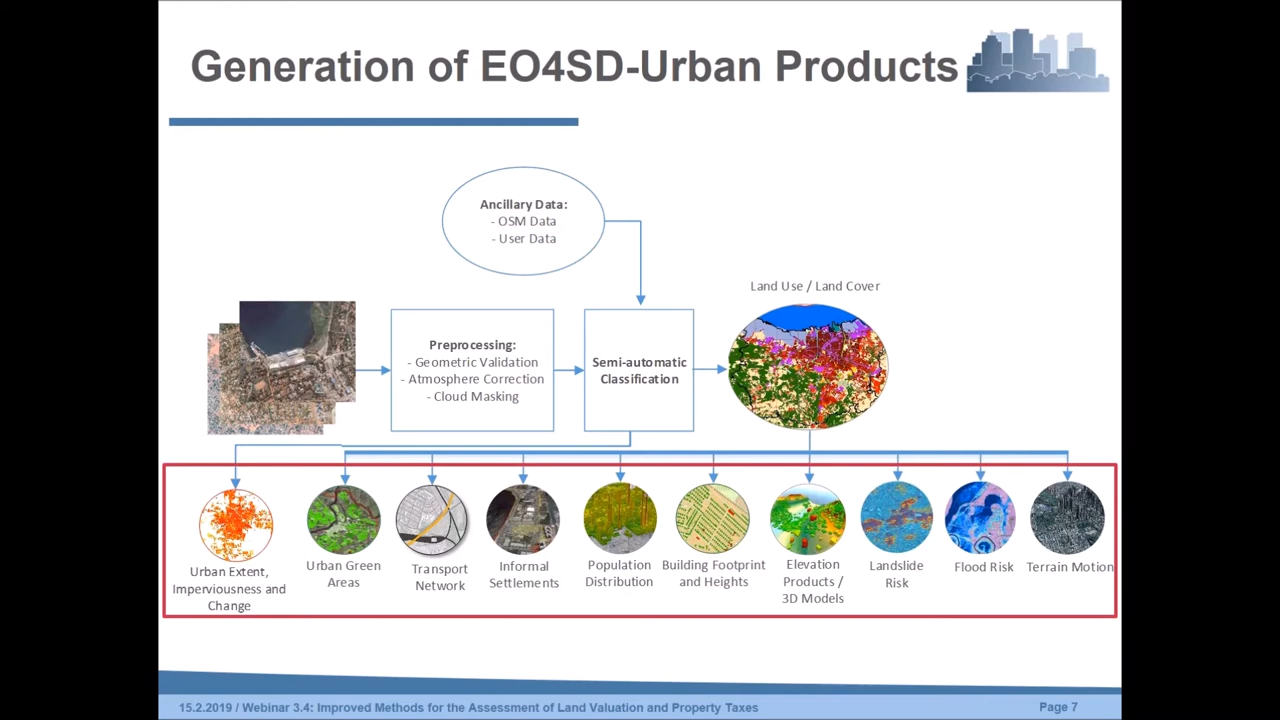 Generation of EO4SD-Urban Products
Ancillary Data:
- OSM Data
- User Data
Land Use / Land Cover
Preprocessing:
- Geometric Validation
- Atmosphere Correction
- Cloud Masking
Semi-automatic
Classification
Urban Extent,
Imperviousness and
Change
Urban Green
Areas
Transport
Network
Informal
Settlements
Population
Distribution
Building Footprint
and Heights
Elevation
Products /
3D Models
Landslide
Risk
Flood Risk
Terrain Motion
15.2.2019 / Webinar 3.4: Improved Methods for the Assessment of Land Valuation and Property Taxes
Page 7